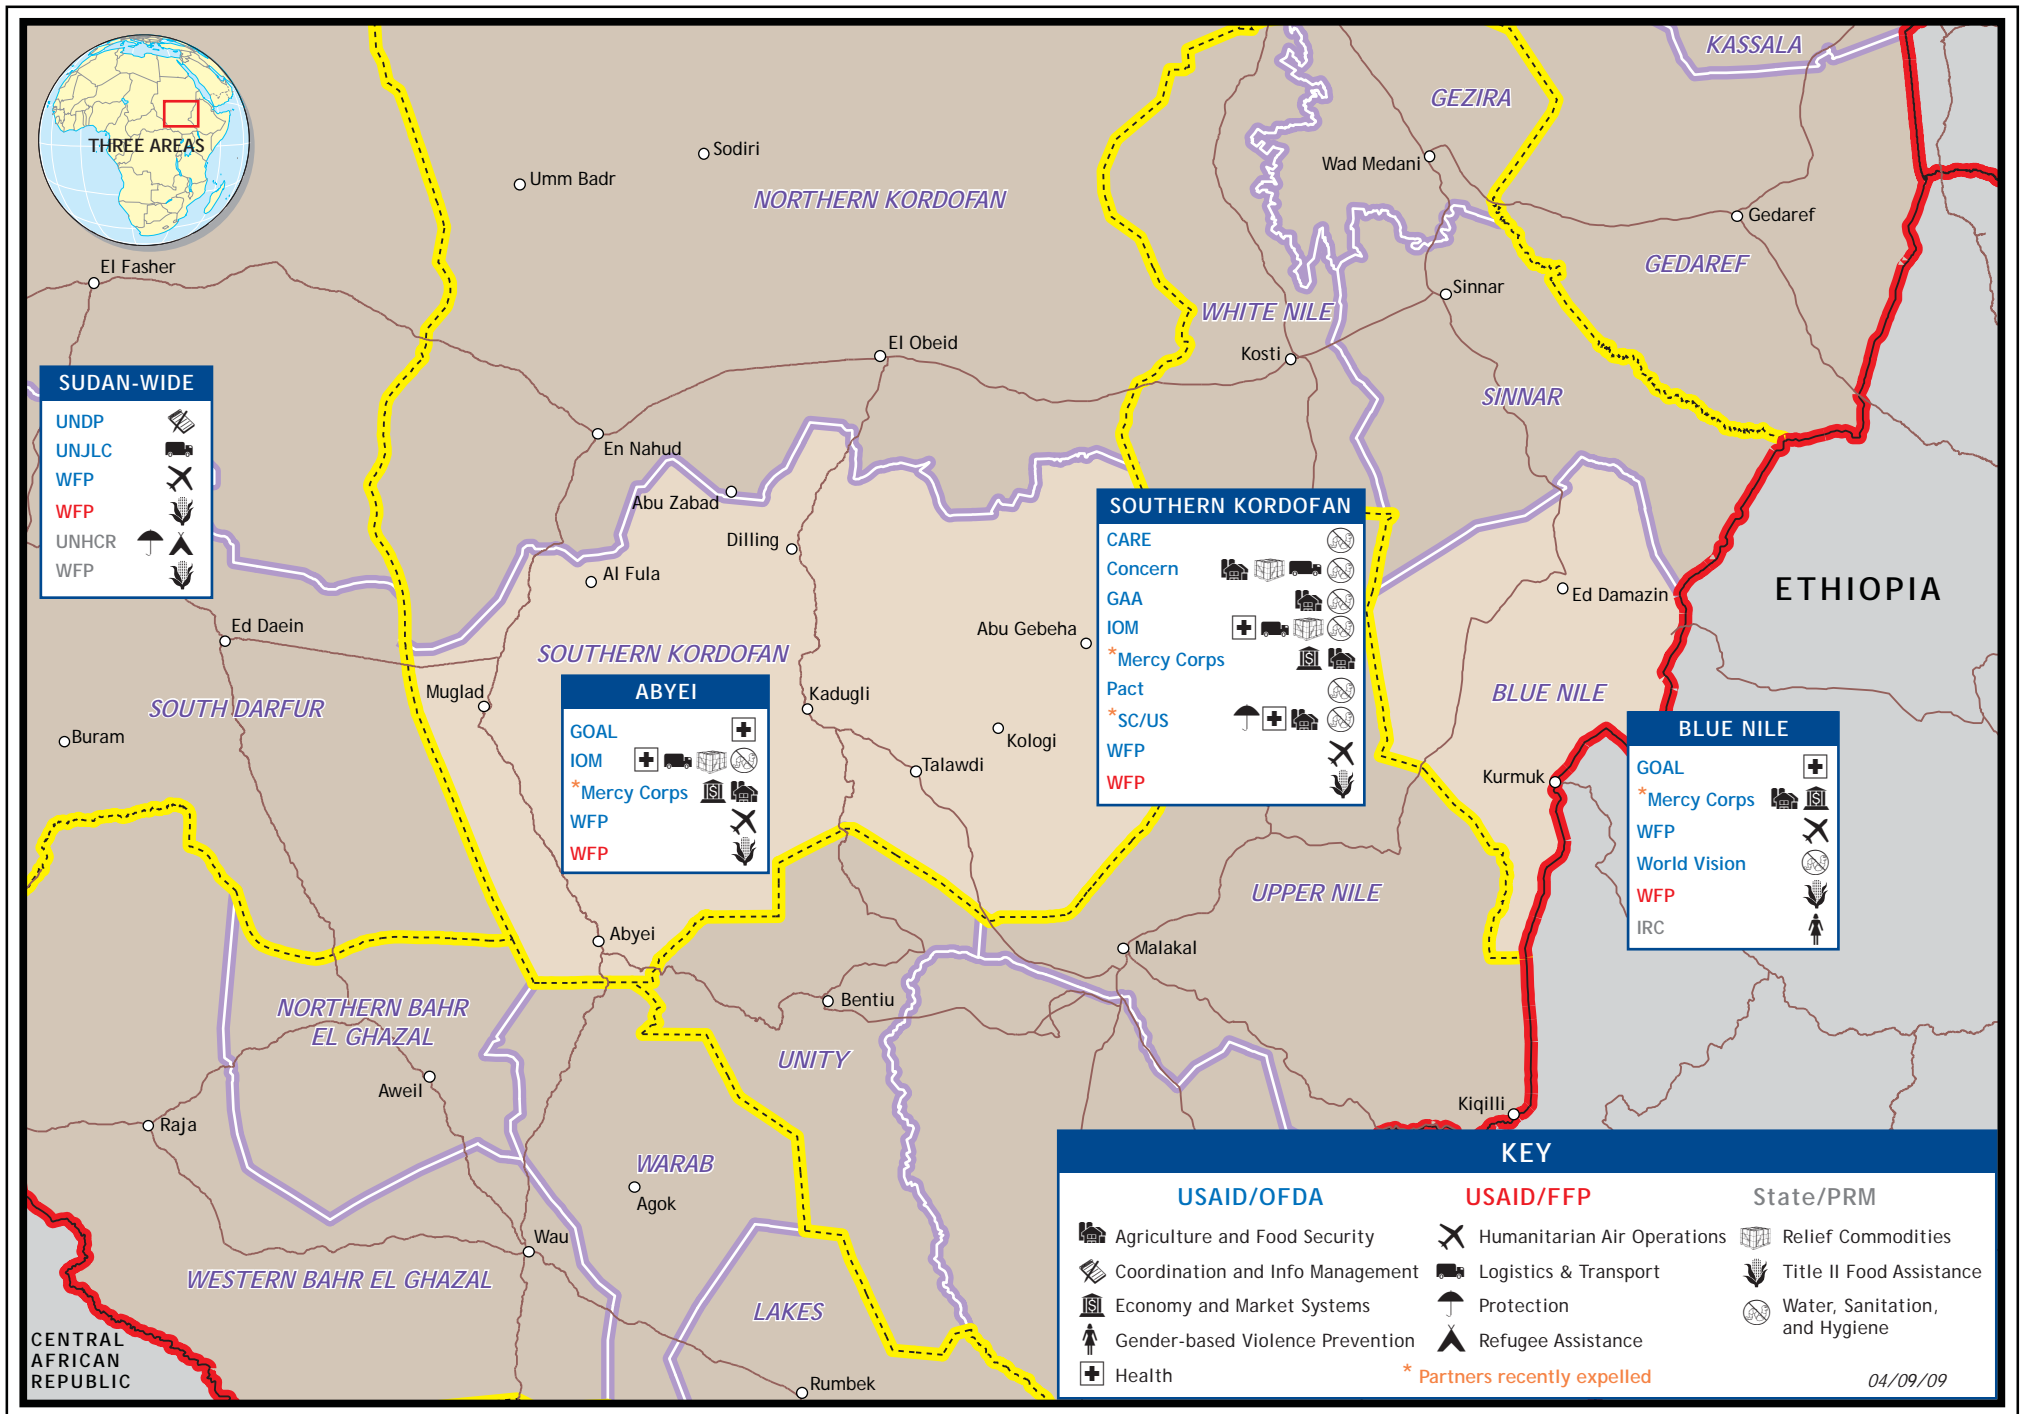 KASSALA
GEZIRA
THREE AREAS
Sodiri
Umm Badr
Wad Medani
NORTHERN KORDOFAN
Gedaref
El Fasher
GEDAREF
Sinnar
WHITE NILE
El Obeid
Kosti
SUDAN-WIDE
UNDP
UNJLC
WFP
WFP
UNHCR
WFP
SINNAR
En Nahud
Abu Zabad
Dilling
Al Fula
SOUTHERN KORDOFAN
CARE
Concern
GAA
IOM
*Mercy Corps
Pact
*SC/US
WFP
WFP
ETHIOPIA
Ed Damazin
Ed Daein
Abu Gebeha
SOUTHERN KORDOFAN
Muglad
Kadugli
BLUE NILE
SOUTH DARFUR
Buram
Kologi
Talawdi
ABYEI
GOAL
IOM
*Mercy Corps
WFP
WFP
Kurmuk
BLUE NILE
GOAL
*Mercy Corps
WFP
World Vision
WFP
IRC
UPPER NILE
Abyei
Malakal
Bentiu
NORTHERN BAHR
EL GHAZAL
UNITY
Aweil
Kiqilli
Raja
WARAB
Agok
Wau
WESTERN BAHR EL GHAZAL
LAKES
Rumbek
CENTRAL
AFRICAN
REPUBLIC
KEY
USAID/OFDA
USAID/FFP
State/PRM
Agriculture and Food Security
Coordination and Info Management
Economy and Market Systems
Gender-based Violence Prevention
Health
Humanitarian Air Operations
Logistics & Transport
Protection
Refugee Assistance
Relief Commodities
Title II Food Assistance
Water, Sanitation,
and Hygiene
* Partners recently expelled
04/09/09